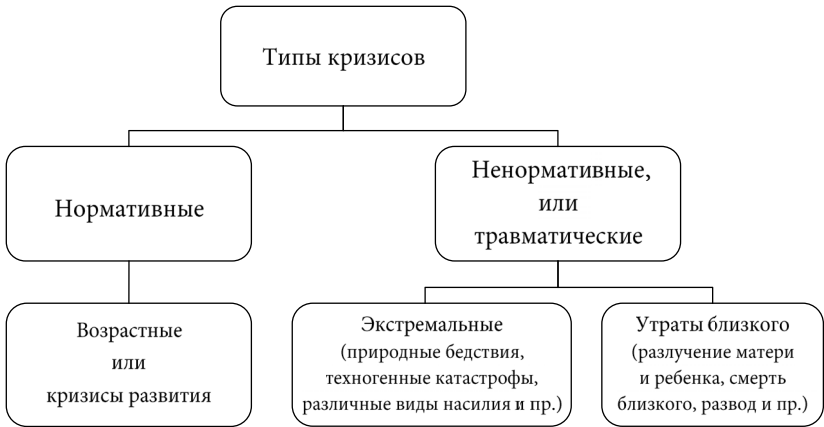 Типы кризисов
Нормативные
Ненормативные,
или
травматические
Возрастные
или
кризисы развития
Экстремальные
(природные бедствия,
техногенные катастрофы,
различные виды насилия и пр.)
Утраты близкого
(разлучение матери
и ребенка, смерть
близкого, развод и пр.)